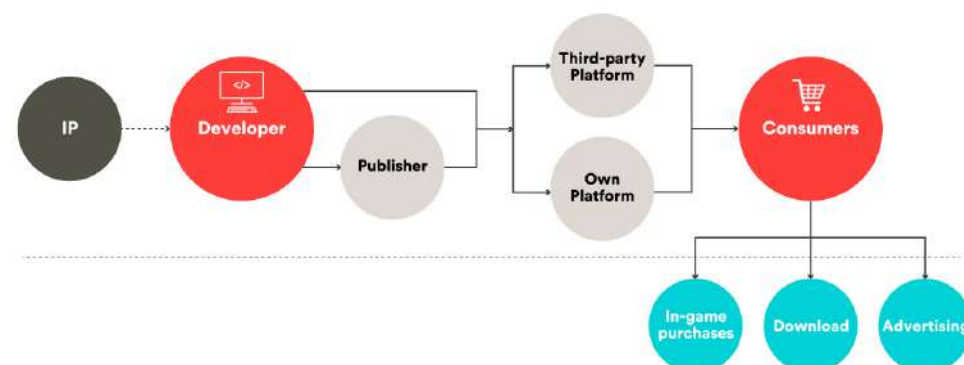 IP
</>
Developer
Publisher
Third-party
Platform
Own
Platform
Consumers
In-game
purchases
Download
Advertising